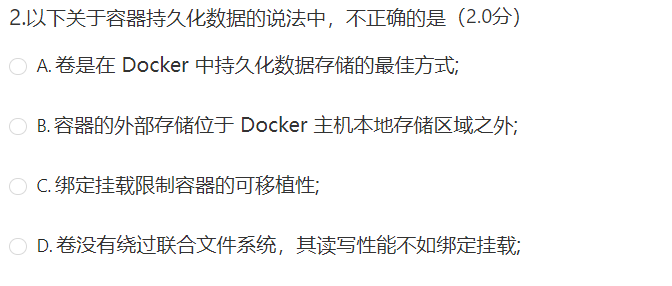 2.以下关于容器持久化数据的说法中，不正确的是（2.0分）
A. 卷是在 Docker 中持久化数据存储的最佳方式;
B. 容器的外部存储位于 Docker 主机本地存储区域之外;
C. 绑定挂载限制容器的可移植性;
D. 卷没有绕过联合文件系统，其读写性能不如绑定挂载;